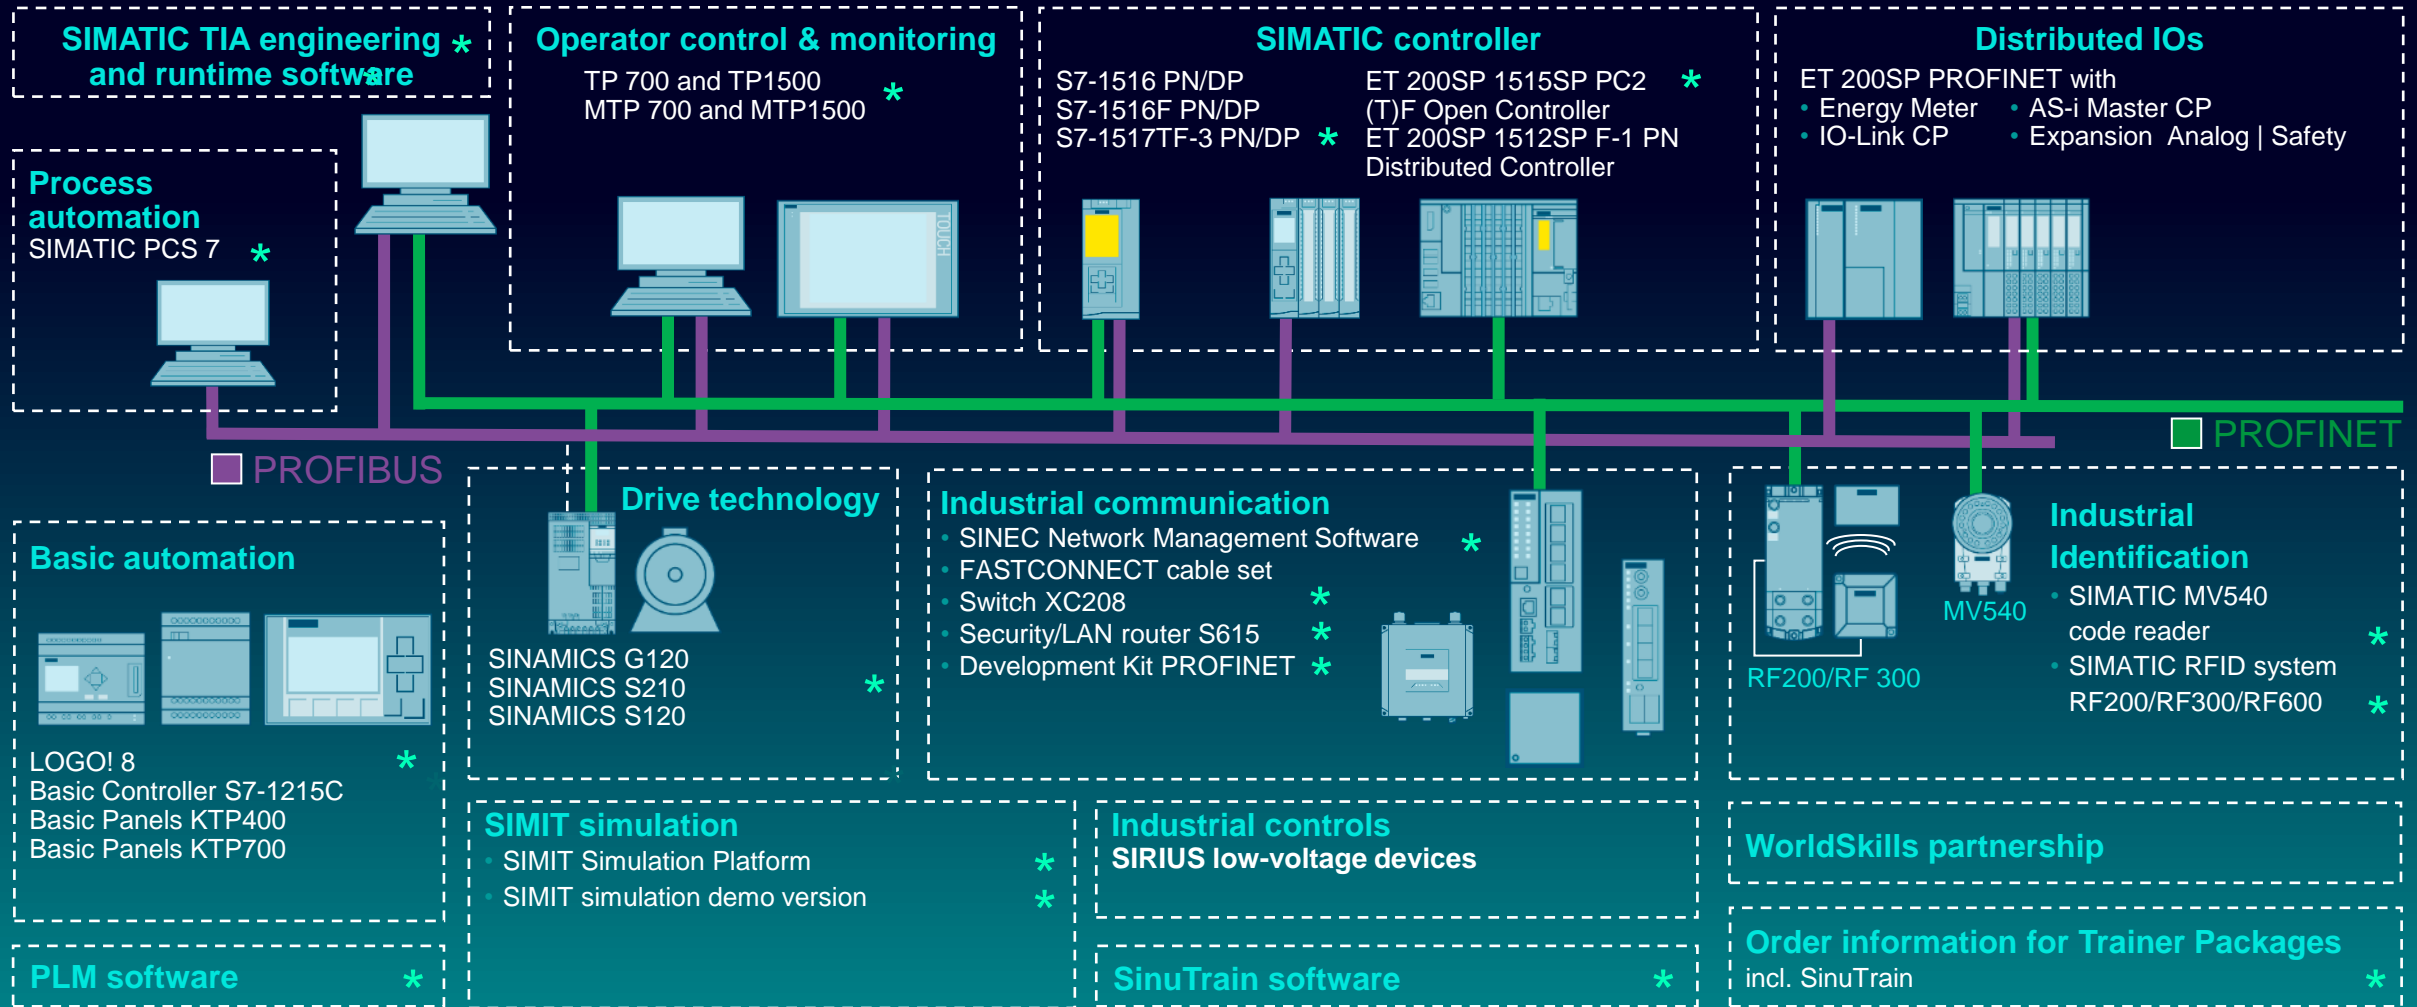 SIMATIC TIA engineering *
and runtime software *
Operator control & monitoring
TP 700 and TP1500
MTP 700 and MTP1500 *
SIMATIC controller
S7-1516 PN/DP
S7-1516F PN/DP
S7-1517TF-3 PN/DP *
ET 200SP 1515SP PC2 *
(T)F Open Controller
ET 200SP 1512SP F-1 PN
Distributed Controller
Distributed IOs
ET 200SP PROFINET with
• Energy Meter
• IO-Link CP
• AS-i Master CP
• Expansion Analog | Safety
Process
automation
SIMATIC PCS 7 *
TOUCH
PROFIBUS
PROFINET
Basic automation
LOGO! 8 *
Basic Controller S7-1215C
Basic Panels KTP400
Basic Panels KTP700
Drive technology
SINAMICS G120
SINAMICS S210 *
SINAMICS S120
Industrial communication
• SINEC Network Management Software *
• FASTCONNECT cable set
• Switch XC208 *
• Security/LAN router S615 *
• Development Kit PROFINET *
RF200/RF 300
MV540
Industrial
Identification
• SIMATIC MV540
code reader *
• SIMATIC RFID system
RF200/RF300/RF600 *
SIMIT simulation
• SIMIT Simulation Platform *
• SIMIT simulation demo version *
Industrial controls
SIRIUS low-voltage devices
WorldSkills partnership
PLM software *
SinuTrain software *
Order information for Trainer Packages
incl. SinuTrain *